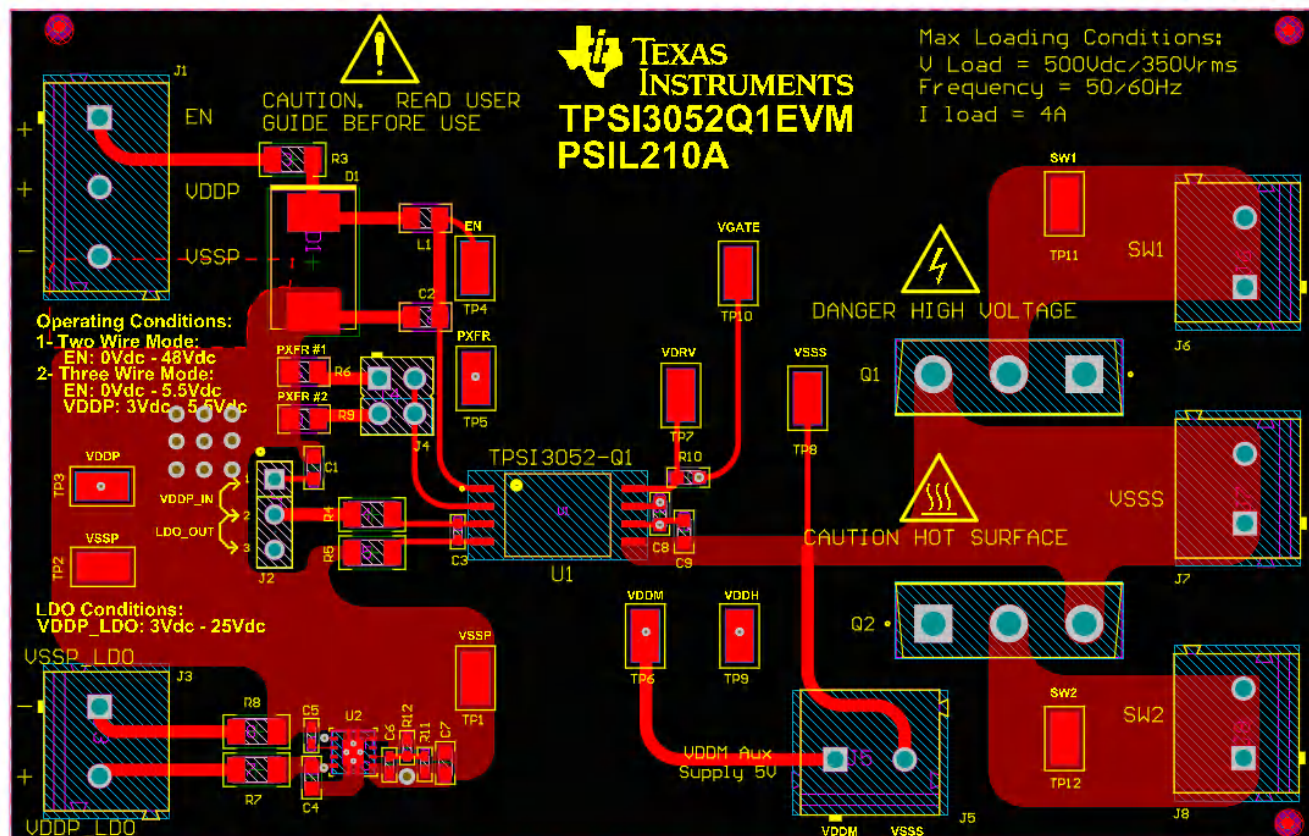 J1
CAUTION. READ USER
GUIDE BEFORE USE
TEXAS
INSTRUMENTS
TPSI3052Q1EVM
PSIL210A
Max Loading Conditions:
V Load = 500Vdc/350Vrms
Frequency = 50/60Hz
I load = 4A
+ EN
R3
D1
+ VDDP
- VSSP
D1
L1
EN
TP4
C2
VGATE
TP10
SW1
TP11
SW1
J6
DANGER HIGH VOLTAGE
Operating Conditions:
1- Two Wire Mode:
EN: 0Vdc - 48Vdc
2- Three Wire Mode:
EN: 0Vdc - 5.5Vdc
VDDP: 3Vdc - 5.5Vdc
PXFR #1
R6
PXFR #2
R9
J4
PXFR
TP5
VDRV
TP7
VSSS
TP8
Q1
R10
VDDP
TP3
VDDP_IN
LDO_OUT
1
2
3
J2
C1
R4
R5
C3
TPSI3052-Q1
U1
U1
C8
C9
VSSS
J7
CAUTION HOT SURFACE
VSSP
TP2
LDO Conditions:
VDDP_LDO: 3Vdc - 25Vdc
VSSP_LDO
J3
-
+
VDDP_LDO
R8
R7
C5
C4
U2
C6
R12
R11
C7
VSSP
TP1
VDDM
TP6
VDDH
TP9
Q2
VDDM Aux
Supply 5V
J5
J5
VDDM VSSS
SW2
TP12
SW2
J8